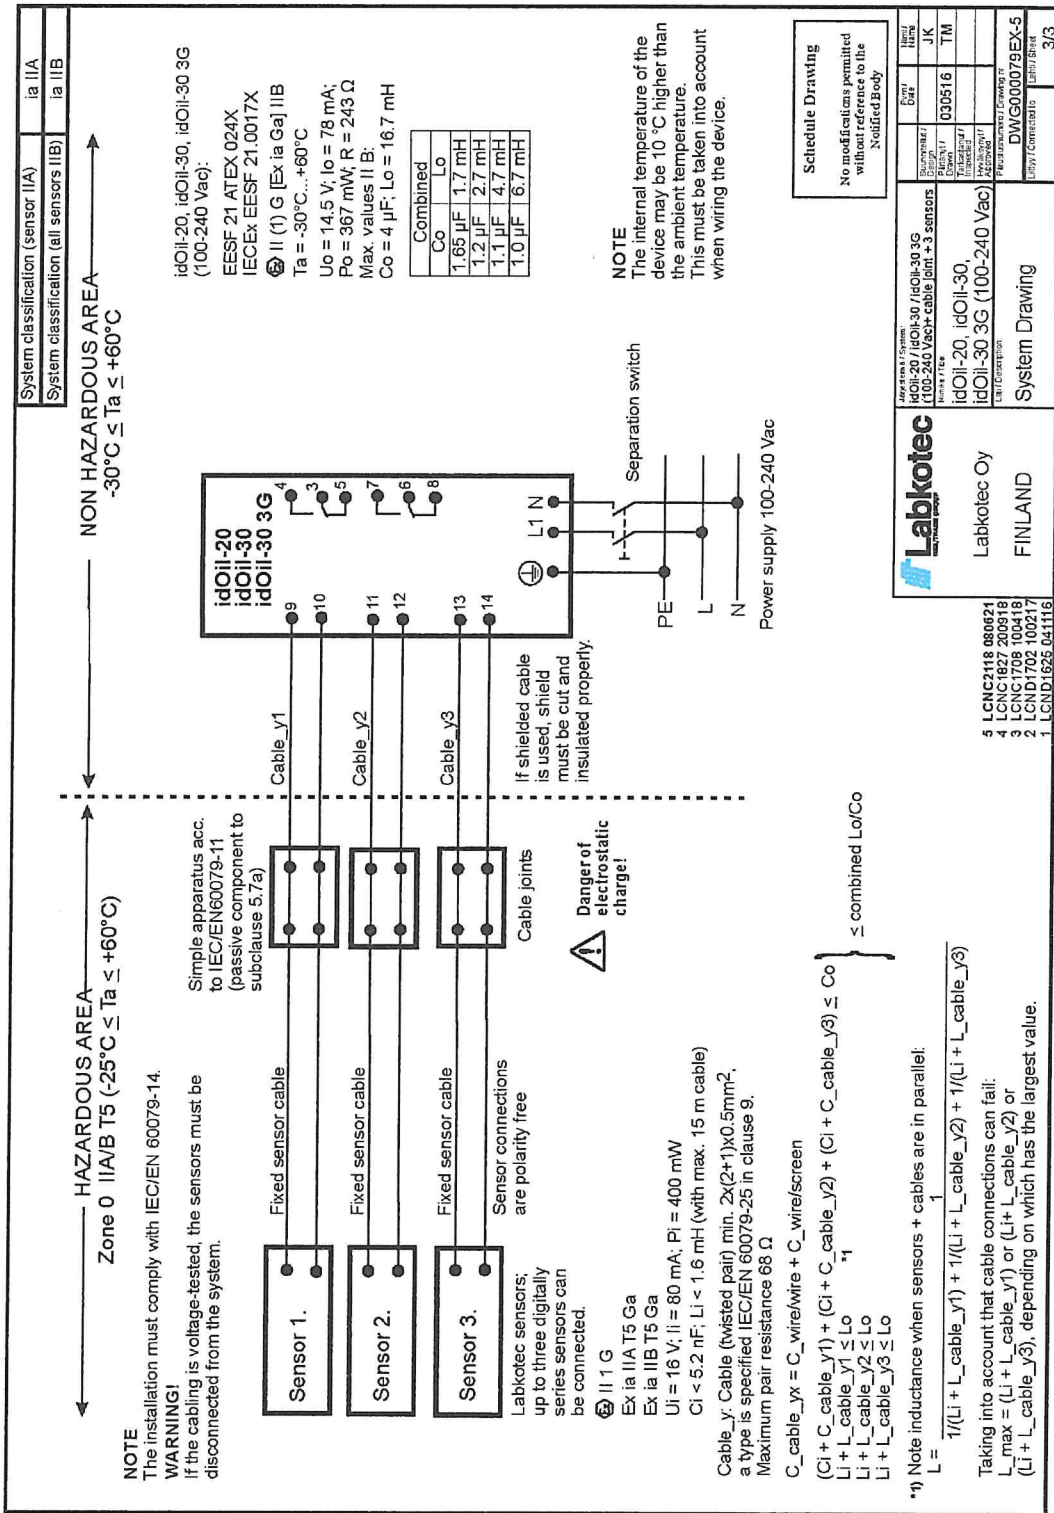 System classification (sensor IIA) ia IIA
System classification (all sensors IIB) ia IIB
HAZARDOUS AREA
Zone 0 IIA/B T5 (-25°C ≤ Ta ≤ +60°C)
NON HAZARDOUS AREA
-30°C ≤ Ta ≤ +60°C
NOTE
The installation must comply with IEC/EN 60079-14.
WARNING!
If the cabling is voltage-tested, the sensors must be
disconnected from the system.
Simple apparatus acc.
to IEC/EN60079-11
(passive component to
subclause 5.7a)
Sensor 1.
Fixed sensor cable
Cable_y1
Sensor 2.
Fixed sensor cable
Cable_y2
Sensor 3.
Fixed sensor cable
Cable_y3
idOil-20
idOil-30
idOil-30 3G
9
10
11
12
13
14
4
3
5
7
6
8
L1 N
Labkotec sensors;
up to three digitally
series sensors can
be connected.
Sensor connections
are polarity free
Cable joints
If shielded cable
is used, shield
must be cut and
insulated properly.
Danger of
electrostatic
charge!
Separation switch
PE
L
N
Power supply 100-240 Vac
idOil-20, idOil-30, idOil-30 3G
(100-240 Vac):
EESF 21 ATEX 024X
IECEx EESF 21.0017X
Ex II (1) G [Ex ia Ga] IIB
Ta = -30°C...+60°C
Uo = 14.5 V; Io = 78 mA;
Po = 367 mW; R = 243 Ω
Max. values II B:
Co = 4 µF; Lo = 16.7 mH
Combined
Co Lo
1.65 µF 1.7 mH
1.2 µF 2.7 mH
1.1 µF 4.7 mH
1.0 µF 6.7 mH
NOTE
The internal temperature of the
device may be 10 °C higher than
the ambient temperature.
This must be taken into account
when wiring the device.
Ex II 1 G
Ex ia IIA T5 Ga
Ex ia IIB T5 Ga
Ui = 16 V; Ii = 80 mA; Pi = 400 mW
Ci < 5.2 nF; Li < 1.6 mH (with max. 15 m cable)
Cable_y: Cable (twisted pair) min. 2x(2+1)x0.5mm²,
a type is specified IEC/EN 60079-25 in clause 9.
Maximum pair resistance 68 Ω
C_cable_yx = C_wire/wire + C_wire/screen
(Ci + C_cable_y1) + (Ci + C_cable_y2) + (Ci + C_cable_y3) ≤ Co
Li + L_cable_y1 ≤ Lo *1
Li + L_cable_y2 ≤ Lo
Li + L_cable_y3 ≤ Lo
≤ combined Lo/Co
*1) Note inductance when sensors + cables are in parallel:
L = 1
1/(Li + L_cable_y1) + 1/(Li + L_cable_y2) + 1/(Li + L_cable_y3)
Taking into account that cable connections can fail:
L_max = (Li + L_cable_y1) or (Li+ L_cable_y2) or
(Li + L_cable_y3), depending on which has the largest value.
Schedule Drawing
No modifications permitted
without reference to the
Notified Body
5 LCNC2118 080621
4 LCNC1827 200918
3 LCNC1708 100418
2 LCND1702 100217
1 LCND1625 041116
Labkotec
Labkotec Oy
FINLAND
idOil-20 / idOil-30 / idOil-30 3G
(100-240 Vac)+ cable joint + 3 sensors
idOil-20, idOil-30,
idOil-30 3G (100-240 Vac)
System Drawing
Pvm / Date
Nimi / Name
Design
JK
Drawn
030516 TM
Inspected
Approved
DWG000079EX-5
Liittyy / Connected to
Lehti / Sheet
3/3